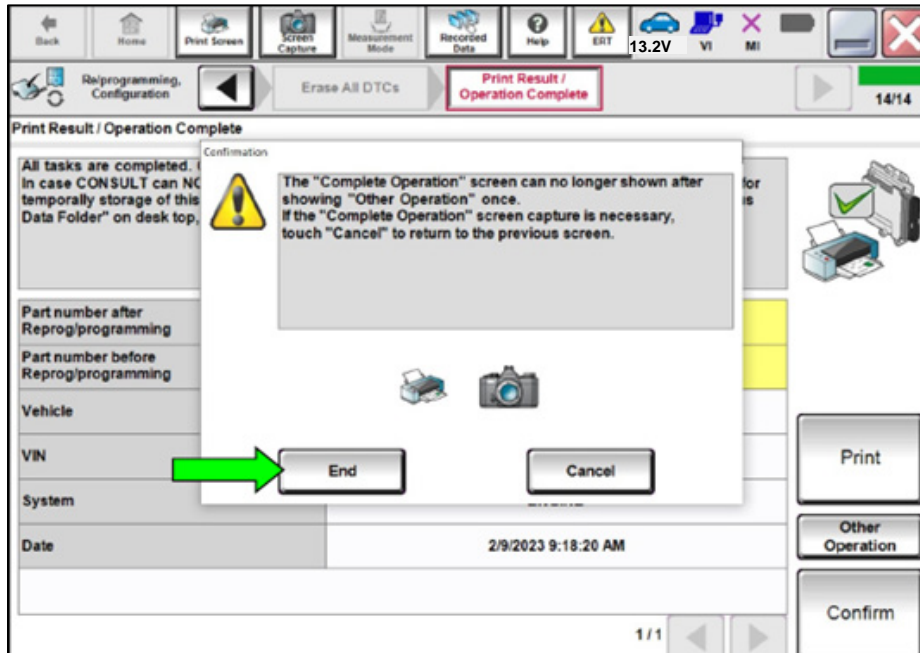 Back
Home
Print Screen
Screen
Capture
Measurement
Mode
Recorded
Data
Help
ERT
13.2V
VI
MI
Re/programming,
Configuration
Erase All DTCs
Print Result /
Operation Complete
14/14
Print Result / Operation Complete
Confirmation
All tasks are completed.
In case CONSULT can
for
temporally storage of this
Data Folder" on desk top,
The "Complete Operation" screen can no longer shown after
showing "Other Operation" once.
If the "Complete Operation" screen capture is necessary,
touch "Cancel" to return to the previous screen.
Part number after
Reprog/programming
Part number before
Reprog/programming
Vehicle
VIN
End
Cancel
System
Date
2/9/2023 9:18:20 AM
Print
Other
Operation
Confirm
1/1